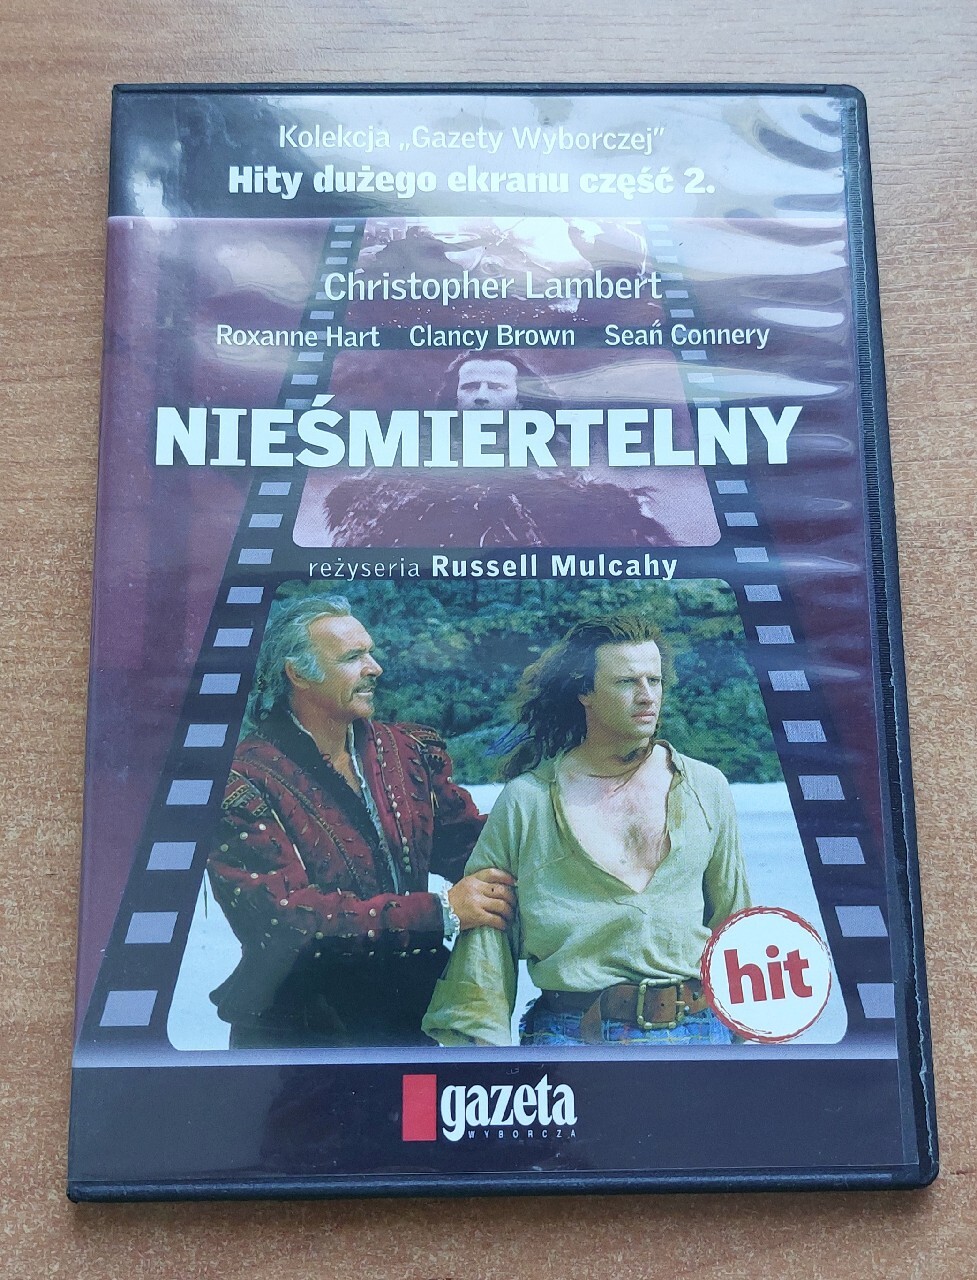 Kolekcja „Gazety Wyborczej”
Hity dużego ekranu część 2.
Christopher Lambert
Roxanne Hart Clancy Brown Seań Connery
NIEŚMIERTELNY
reżyseria Russell Mulcahy
hit
gazeta
WYBORCZA